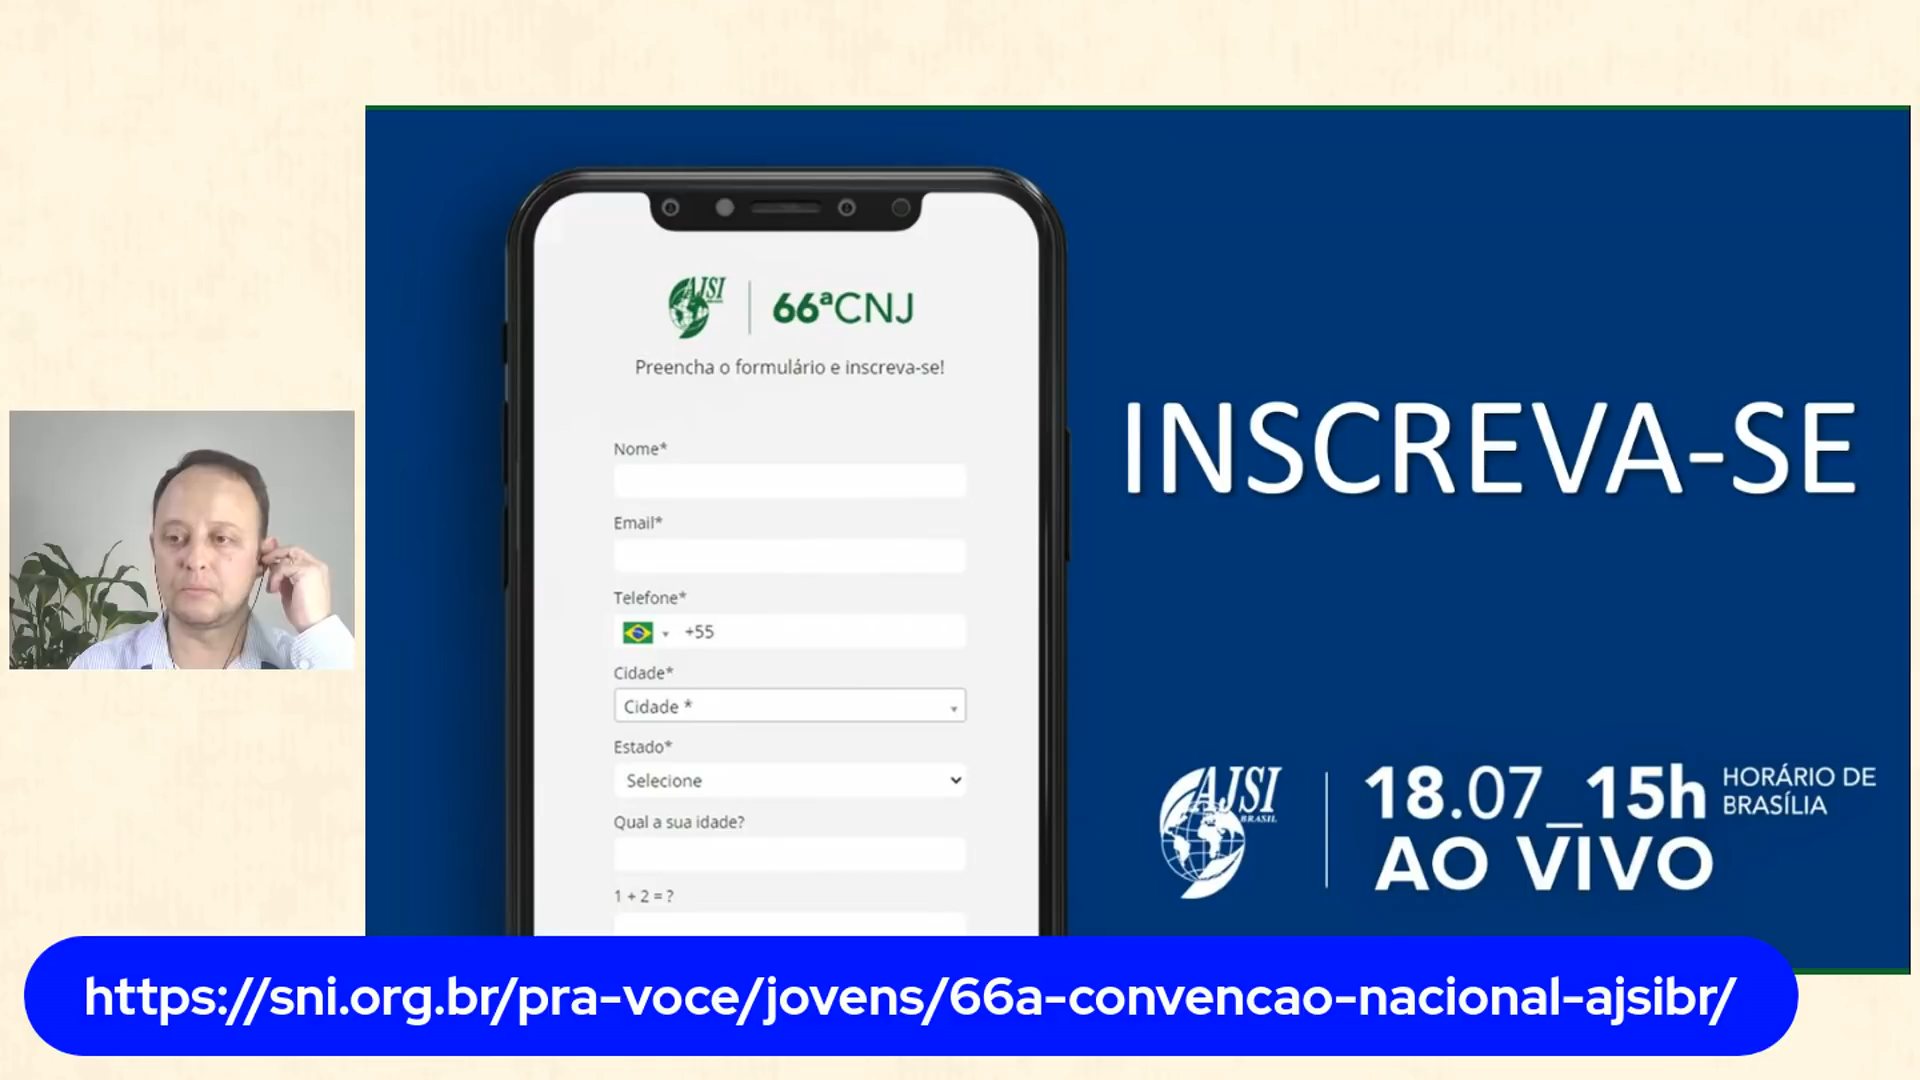 AJSI
66ªCNJ
Preencha o formulário e inscreva-se!
Nome*
Email*
Telefone*
+55
Cidade*
Cidade *
Estado*
Selecione
Qual a sua idade?
1 + 2 = ?
INSCREVA-SE
AJSI
BRASIL
18.07_15h
HORÁRIO DE
BRASÍLIA
AO VIVO
https://sni.org.br/pra-voce/jovens/66a-convencao-nacional-ajsibr/